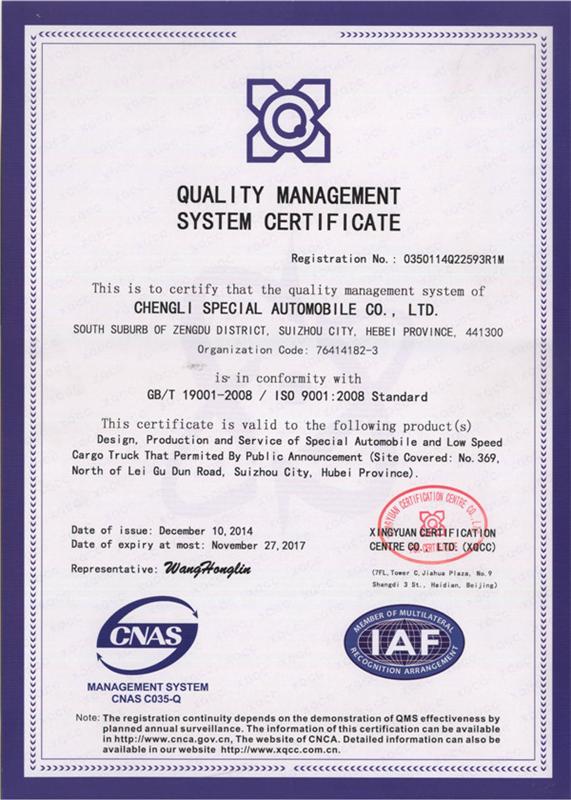 QUALITY MANAGEMENT
SYSTEM CERTIFICATE
Registration No.: 0350114Q22593R1M
This is to certify that the quality management system of
CHENGLI SPECIAL AUTOMOBILE CO., LTD.
SOUTH SUBURB OF ZENGDU DISTRICT, SUIZHOU CITY, HEBEI PROVINCE, 441300
Organization Code: 76414182-3
is in conformity with
GB/T 19001-2008 / ISO 9001:2008 Standard
This certificate is valid to the following product(s)
Design, Production and Service of Special Automobile and Low Speed
Cargo Truck That Permited By Public Announcement (Site Covered: No.369,
North of Lei Gu Dun Road, Suizhou City, Hubei Province).
Date of issue: December 10,2014
Date of expiry at most: November 27,2017
Representative: WangHonglin
XINGYUAN CERTIFICATION
CENTRE CO., LTD. (XQCC)
(7FL, Tower C, Jiahua Plaza, No.9
Shangdi 3 St., Haidian, Beijing)
CNAS
MANAGEMENT SYSTEM
CNAS C035-Q
MEMBER OF MULTILATERAL
IAF
RECOGNITION ARRANGEMENT
Note: The registration continuity depends on the demonstration of QMS effectiveness by
planned annual surveillance. The information of this certification can be available
in http://www.cnca.gov.cn, The website of CNCA. Detailed information can also be
available in our website http://www.xqcc.com.cn.